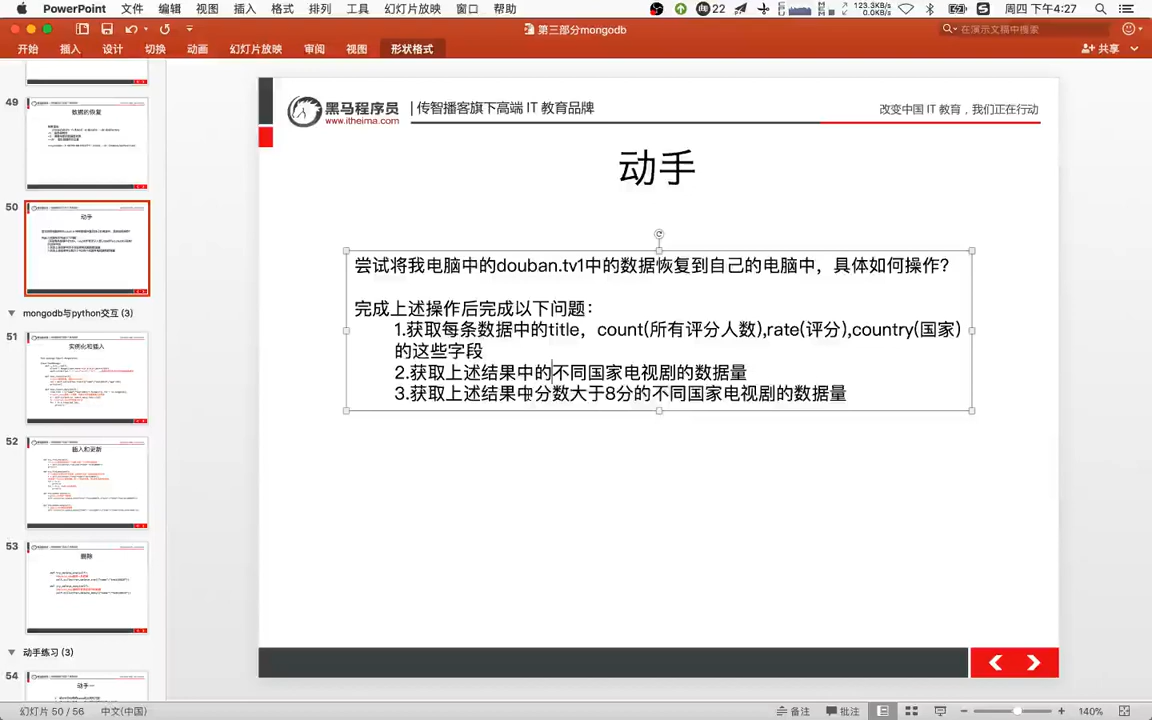 PowerPoint 文件 编辑 视图 插入 格式 排列 工具 幻灯片放映 窗口 帮助
22 123.3KB/s 0.0KB/s 周四 下午4:27
第三部分mongodb
在演示文稿中搜索
开始 插入 设计 切换 动画 幻灯片放映 审阅 视图 形状格式
共享
49
数据的恢复
50
动手
mongodb与python交互 (3)
51
实例化和插入
52
插入和更新
53
删除
动手练习 (3)
54
动手一
黑马程序员
www.itheima.com
传智播客旗下高端 IT 教育品牌
改变中国 IT 教育，我们正在行动
动手
尝试将我电脑中的douban.tv1中的数据恢复到自己的电脑中，具体如何操作？
完成上述操作后完成以下问题：
1.获取每条数据中的title，count(所有评分人数),rate(评分),country(国家)
的这些字段
2.获取上述结果中的不同国家电视剧的数据量
3.获取上述结果中分数大于8分的不同国家电视剧的数据量
幻灯片 50 / 56 中文(中国)
备注 批注 140%